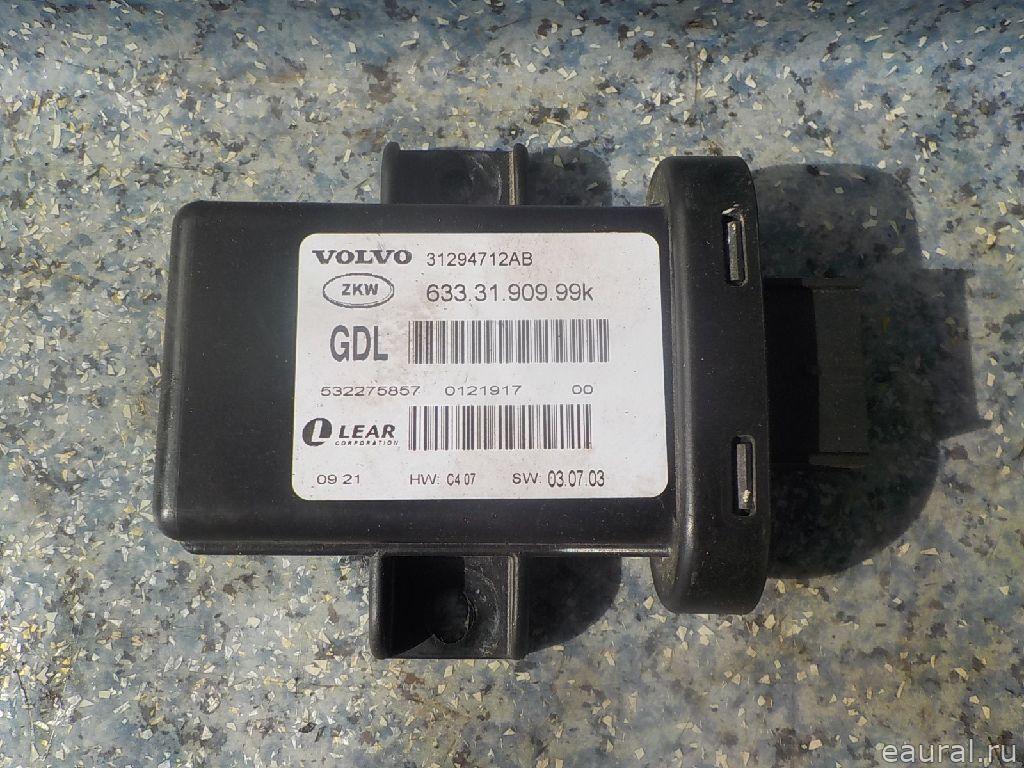 VOLVO 31294712AB
ZKW 633.31.909.99k
GDL
532275857 0121917 00
LEAR
CORPORATION
09 21 HW: C4 07 SW: 03.07.03
eaural.ru